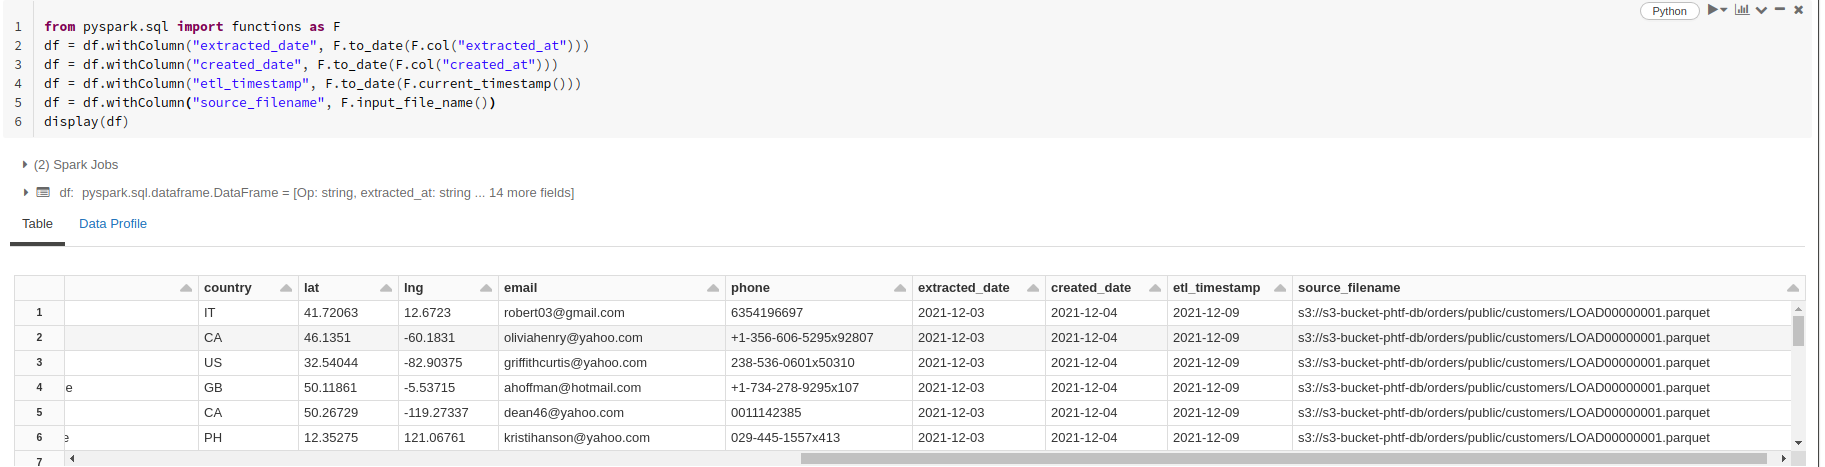 Python
1 from pyspark.sql import functions as F
2 df = df.withColumn("extracted_date", F.to_date(F.col("extracted_at")))
3 df = df.withColumn("created_date", F.to_date(F.col("created_at")))
4 df = df.withColumn("etl_timestamp", F.to_date(F.current_timestamp()))
5 df = df.withColumn("source_filename", F.input_file_name())
6 display(df)
(2) Spark Jobs
df: pyspark.sql.dataframe.DataFrame = [Op: string, extracted_at: string ... 14 more fields]
Table Data Profile
country lat lng email phone extracted_date created_date etl_timestamp source_filename
1 IT 41.72063 12.6723 robert03@gmail.com 6354196697 2021-12-03 2021-12-04 2021-12-09 s3://s3-bucket-phtf-db/orders/public/customers/LOAD00000001.parquet
2 CA 46.1351 -60.1831 oliviahenry@yahoo.com +1-356-606-5295x92807 2021-12-03 2021-12-04 2021-12-09 s3://s3-bucket-phtf-db/orders/public/customers/LOAD00000001.parquet
3 US 32.54044 -82.90375 griffithcurtis@yahoo.com 238-536-0601x50310 2021-12-03 2021-12-04 2021-12-09 s3://s3-bucket-phtf-db/orders/public/customers/LOAD00000001.parquet
4 e GB 50.11861 -5.53715 ahoffman@hotmail.com +1-734-278-9295x107 2021-12-03 2021-12-04 2021-12-09 s3://s3-bucket-phtf-db/orders/public/customers/LOAD00000001.parquet
5 CA 50.26729 -119.27337 dean46@yahoo.com 0011142385 2021-12-03 2021-12-04 2021-12-09 s3://s3-bucket-phtf-db/orders/public/customers/LOAD00000001.parquet
6 e PH 12.35275 121.06761 kristihanson@yahoo.com 029-445-1557x413 2021-12-03 2021-12-04 2021-12-09 s3://s3-bucket-phtf-db/orders/public/customers/LOAD00000001.parquet
7